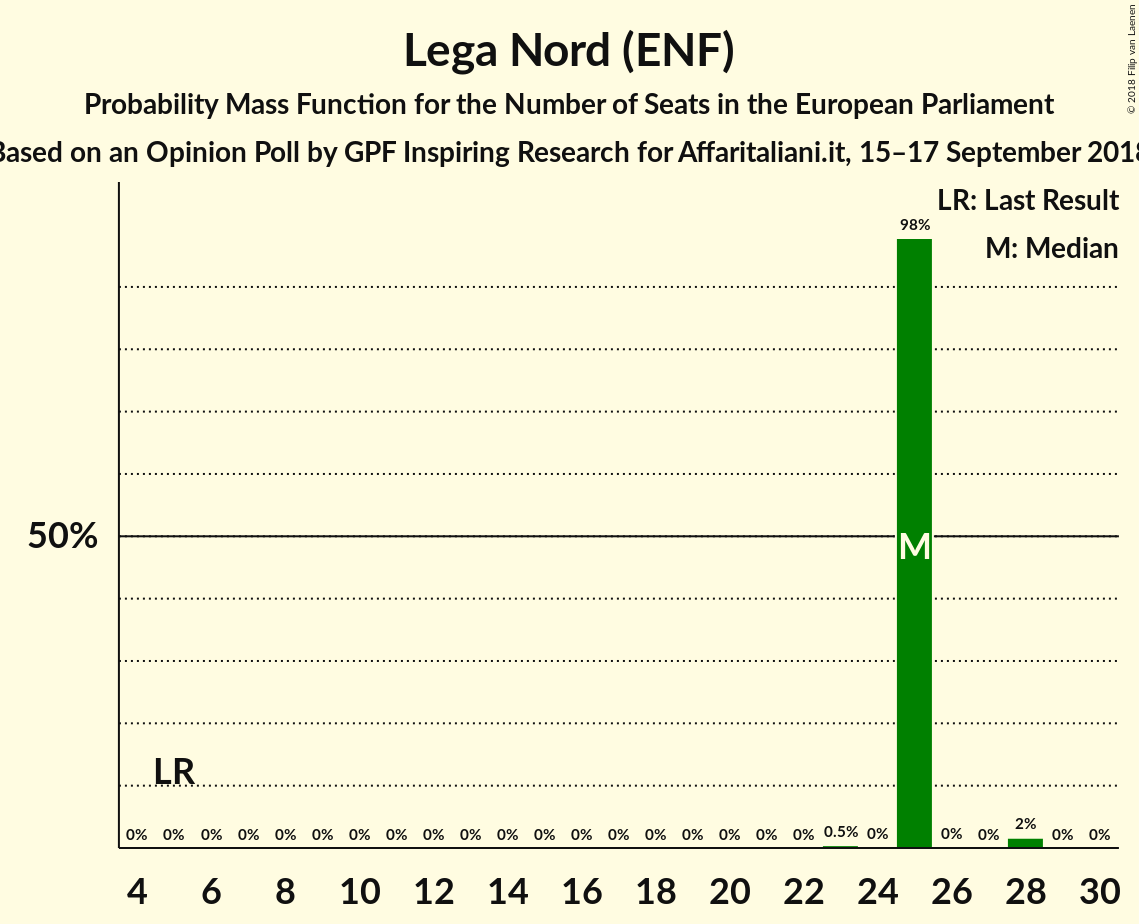 Lega Nord (ENF)
Probability Mass Function for the Number of Seats in the European Parliament
Based on an Opinion Poll by GPF Inspiring Research for Affaritaliani.it, 15–17 September 2018
© 2018 Filip van Laenen
LR: Last Result
M: Median
98%
50%
M
LR
0% 0% 0% 0% 0% 0% 0% 0% 0% 0% 0% 0% 0% 0% 0% 0% 0% 0% 0% 0.5% 0% 0% 0% 2% 0% 0%
4 6 8 10 12 14 16 18 20 22 24 26 28 30